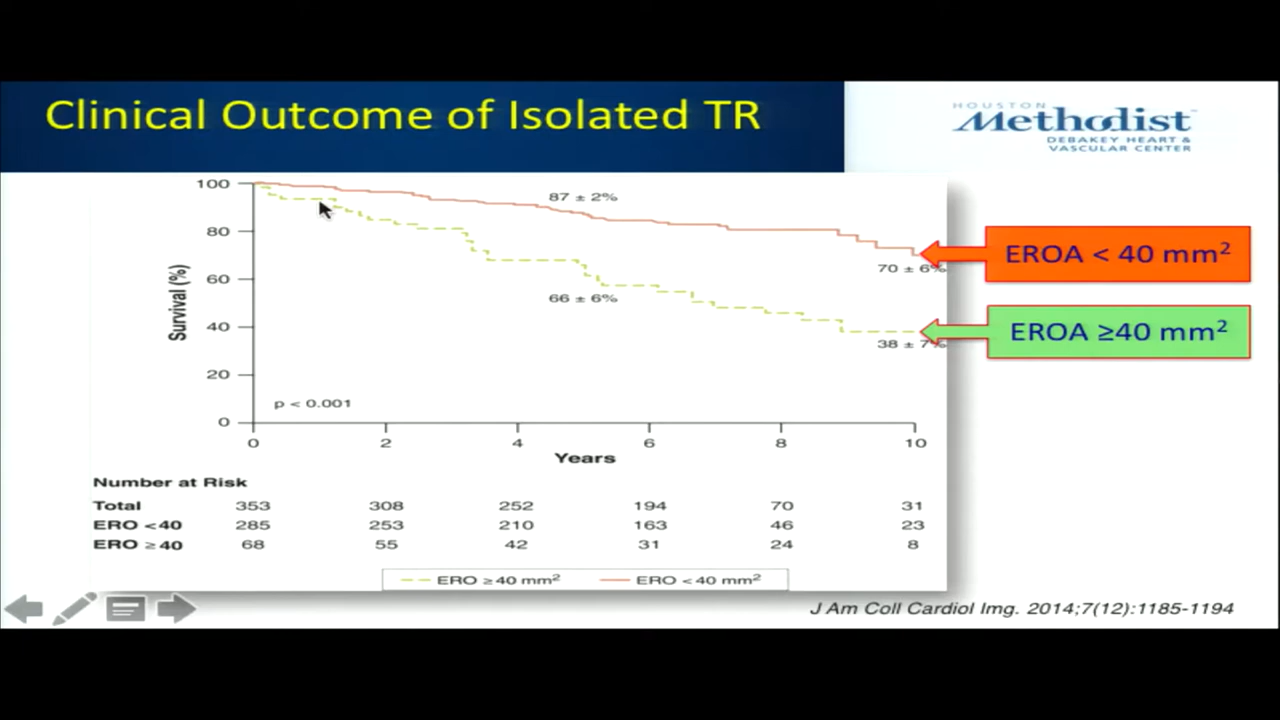 Clinical Outcome of Isolated TR
HOUSTON
Methodist
DEBAKEY HEART &
VASCULAR CENTER
100
80
60
40
20
0
Survival (%)
87 ± 2%
70 ± 6%
66 ± 6%
38 ± 7%
p < 0.001
EROA < 40 mm²
EROA ≥40 mm²
0 2 4 6 8 10
Years
Number at Risk
Total 353 308 252 194 70 31
ERO < 40 285 253 210 163 46 23
ERO ≥ 40 68 55 42 31 24 8
ERO ≥ 40 mm² ERO < 40 mm²
J Am Coll Cardiol Img. 2014;7(12):1185-1194